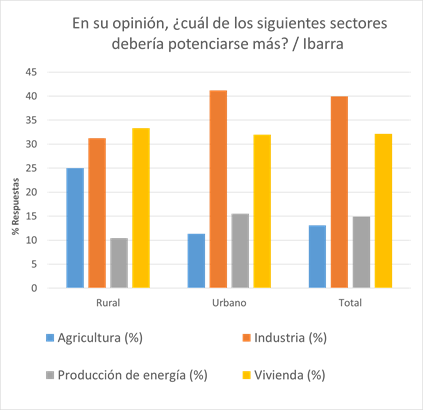 En su opinión, ¿cuál de los siguientes sectores
debería potenciarse más? / Ibarra
45
40
35
30
25
20
15
10
5
0
% Respuestas
Rural Urbano Total
Agricultura (%) Industria (%)
Producción de energía (%) Vivienda (%)